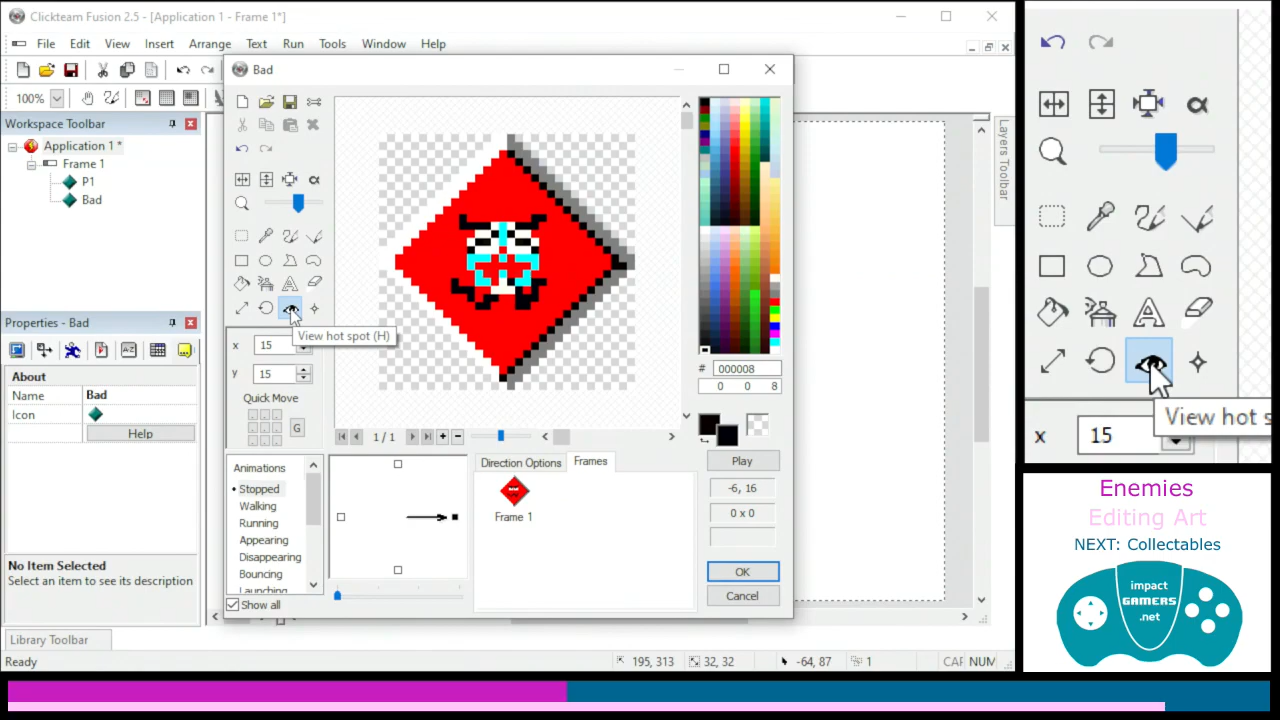 Clickteam Fusion 2.5 - [Application 1 - Frame 1*]
File Edit View Insert Arrange Text Run Tools Window Help
100%
Workspace Toolbar
Application 1 *
Frame 1
P1
Bad
Properties - Bad
About
Name Bad
Icon
Help
No Item Selected
Select an item to see its description
Library Toolbar
Ready
195, 313
32, 32
-64, 87
1
NUM
Layers Toolbar
Bad
α
A
View hot spot (H)
x 15
y 15
Quick Move
G
1 / 1
# 000008
0 0 8
Animations
Stopped
Walking
Running
Appearing
Disappearing
Bouncing
Launching
Show all
Direction Options Frames
Frame 1
Play
-6, 16
0 x 0
OK
Cancel
α
A
View hot s
x 15
Enemies
Editing Art
NEXT: Collectables
impact
GAMERS
.net